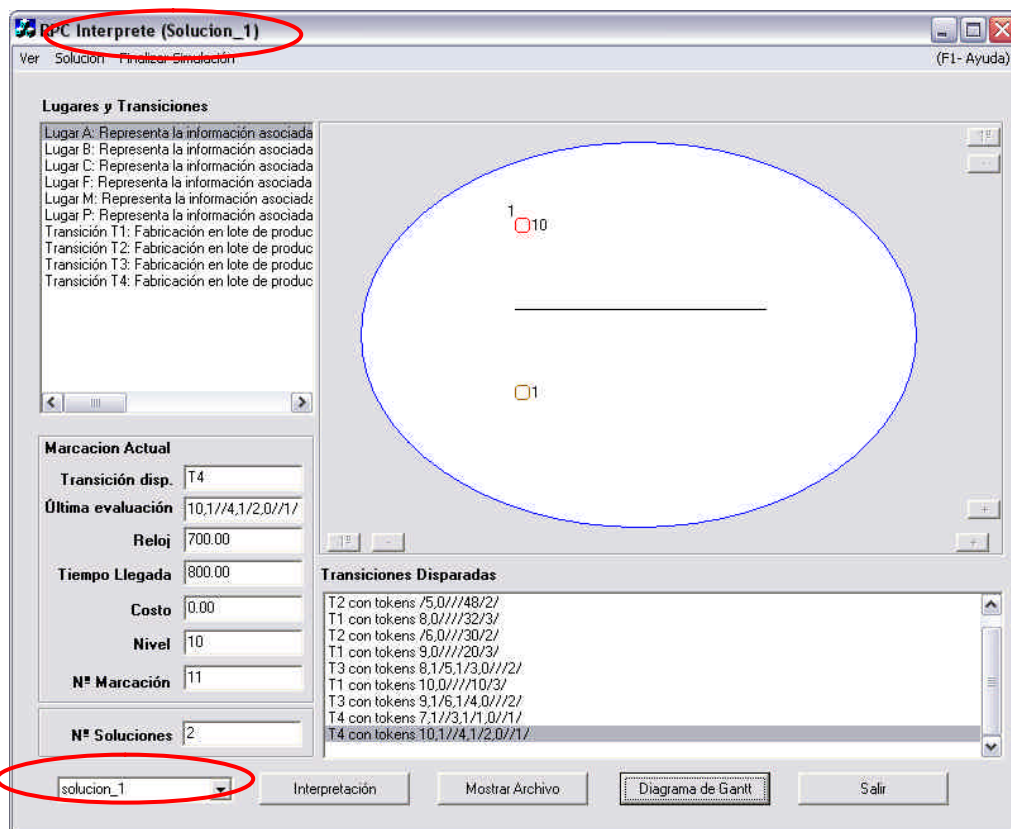 RPC Interprete (Solucion_1)
Ver Solucion Finalizar Simulación (F1- Ayuda)
Lugares y Transiciones
Lugar A: Representa la información asociada
Lugar B: Representa la información asociada
Lugar C: Representa la información asociada
Lugar F: Representa la información asociada
Lugar M: Representa la información asociada
Lugar P: Representa la información asociada
Transición T1: Fabricación en lote de produc
Transición T2: Fabricación en lote de produc
Transición T3: Fabricación en lote de produc
Transición T4: Fabricación en lote de produc
1
10
1
1º
-
+
1º -
+
Marcacion Actual
Transición disp. T4
Última evaluación 10,1//4,1/2,0//1/
Reloj 700.00
Tiempo Llegada 800.00
Costo 0.00
Nivel 10
Nª Marcación 11
Nª Soluciones 2
Transiciones Disparadas
T2 con tokens /5,0///48/2/
T1 con tokens 8,0////32/3/
T2 con tokens /6,0///30/2/
T1 con tokens 9,0////20/3/
T3 con tokens 8,1/5,1/3,0///2/
T1 con tokens 10,0////10/3/
T3 con tokens 9,1/6,1/4,0///2/
T4 con tokens 7,1//3,1/1,0//1/
T4 con tokens 10,1//4,1/2,0//1/
solucion_1
Interpretación
Mostrar Archivo
Diagrama de Gantt
Salir